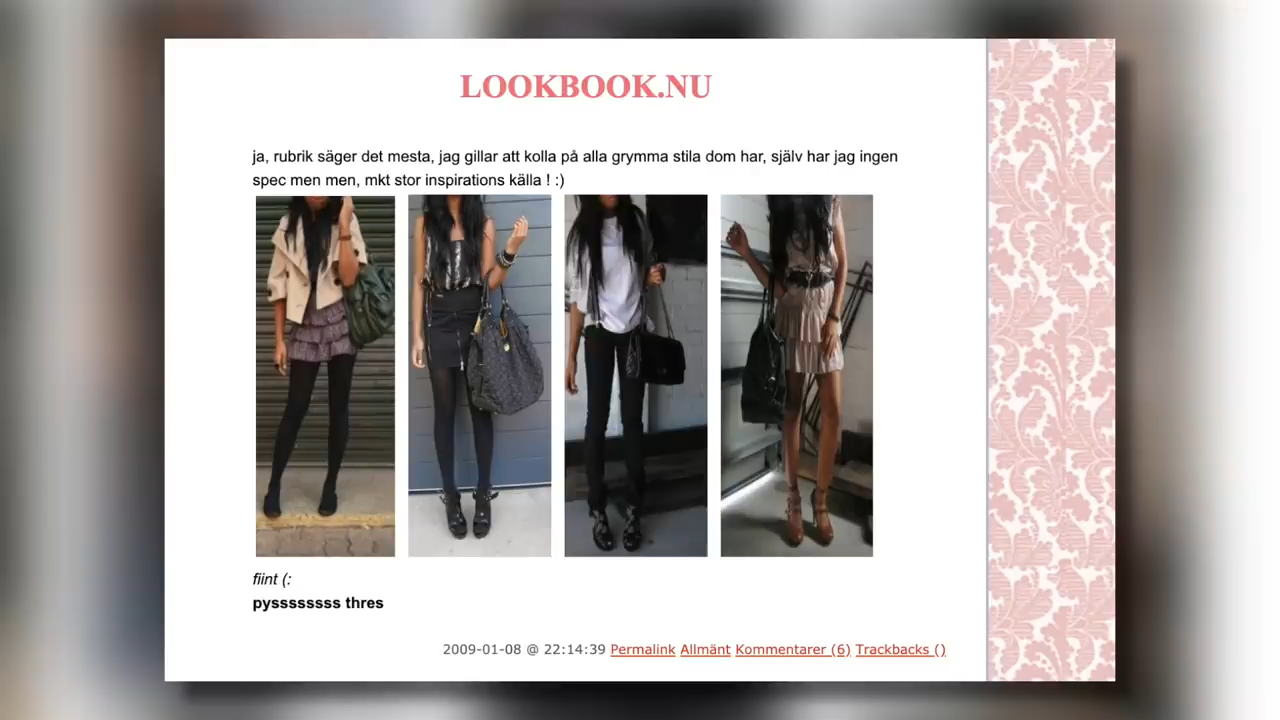 LOOKBOOK.NU
ja, rubrik säger det mesta, jag gillar att kolla på alla grymma stila dom har, själv har jag ingen
spec men men, mkt stor inspirations källa ! :)
fiint (:
pyssssssss thres
2009-01-08 @ 22:14:39 Permalink Allmänt Kommentarer (6) Trackbacks ()